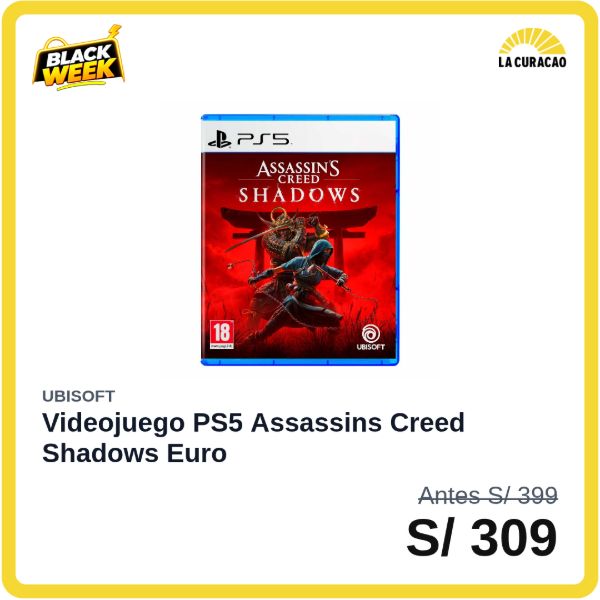 BLACK
WEEK
LA CURACAO
PS5
ASSASSIN'S
CREED
SHADOWS
18
UBISOFT
UBISOFT
Videojuego PS5 Assassins Creed
Shadows Euro
Antes S/ 399
S/ 309